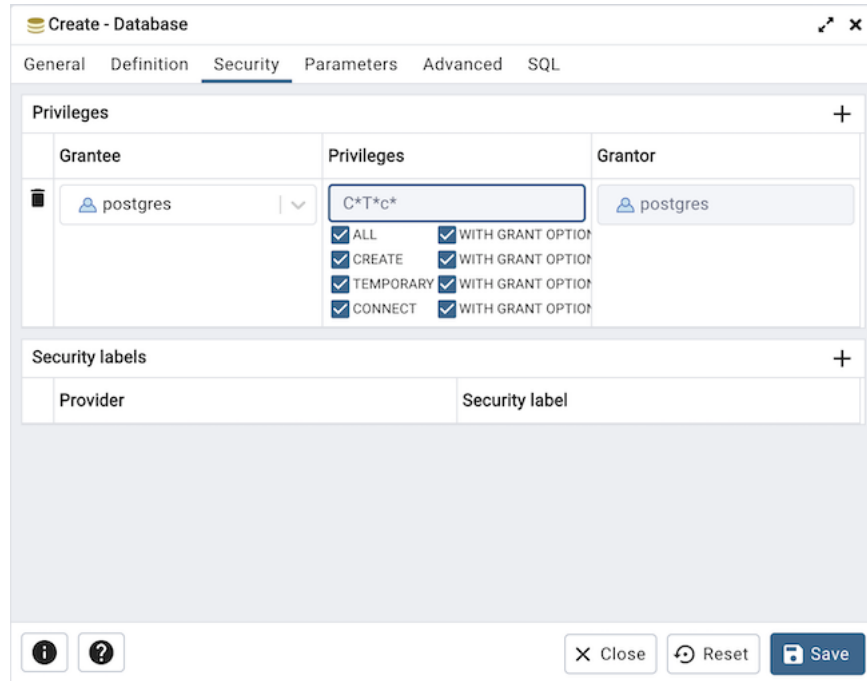 Create - Database
General Definition Security Parameters Advanced SQL
Privileges
Grantee Privileges Grantor
postgres C*T*c* postgres
ALL WITH GRANT OPTION
CREATE WITH GRANT OPTION
TEMPORARY WITH GRANT OPTION
CONNECT WITH GRANT OPTION
Security labels
Provider Security label
Close Reset Save